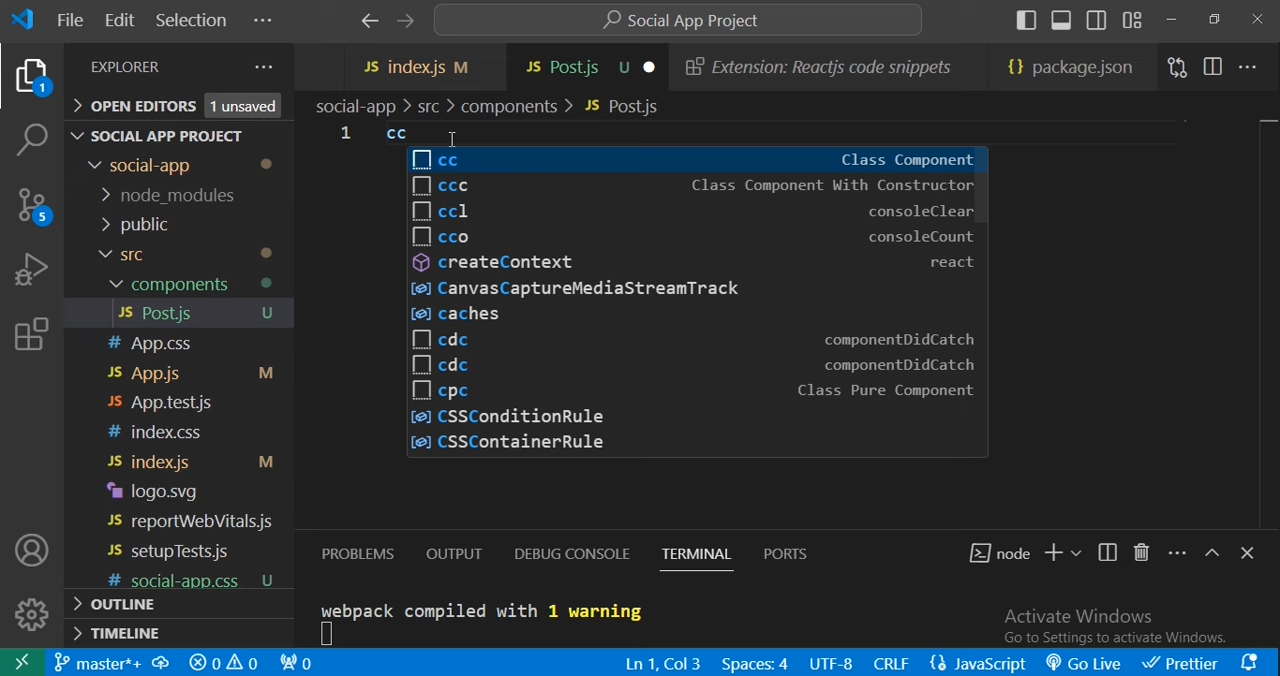 File Edit Selection ··· Social App Project
EXPLORER ···
JS index.js M JS Post.js U Extension: Reactjs code snippets {} package.json ···
OPEN EDITORS 1 unsaved
social-app > src > components > JS Post.js
SOCIAL APP PROJECT
1 cc
social-app
node_modules
public
src
components
JS Post.js U
# App.css
JS App.js M
JS App.test.js
# index.css
JS index.js M
logo.svg
JS reportWebVitals.js
JS setupTests.js
# social-app.css U
OUTLINE
TIMELINE
1
5
cc Class Component
ccc Class Component With Constructor
ccl consoleClear
cco consoleCount
createContext react
CanvasCaptureMediaStreamTrack
caches
cdc componentDidCatch
cdc componentDidCatch
cpc Class Pure Component
CSSConditionRule
CSSContainerRule
PROBLEMS OUTPUT DEBUG CONSOLE TERMINAL PORTS node ···
webpack compiled with 1 warning
Activate Windows
Go to Settings to activate Windows.
master*+ 0 0 0 Ln 1, Col 3 Spaces: 4 UTF-8 CRLF {} JavaScript Go Live Prettier